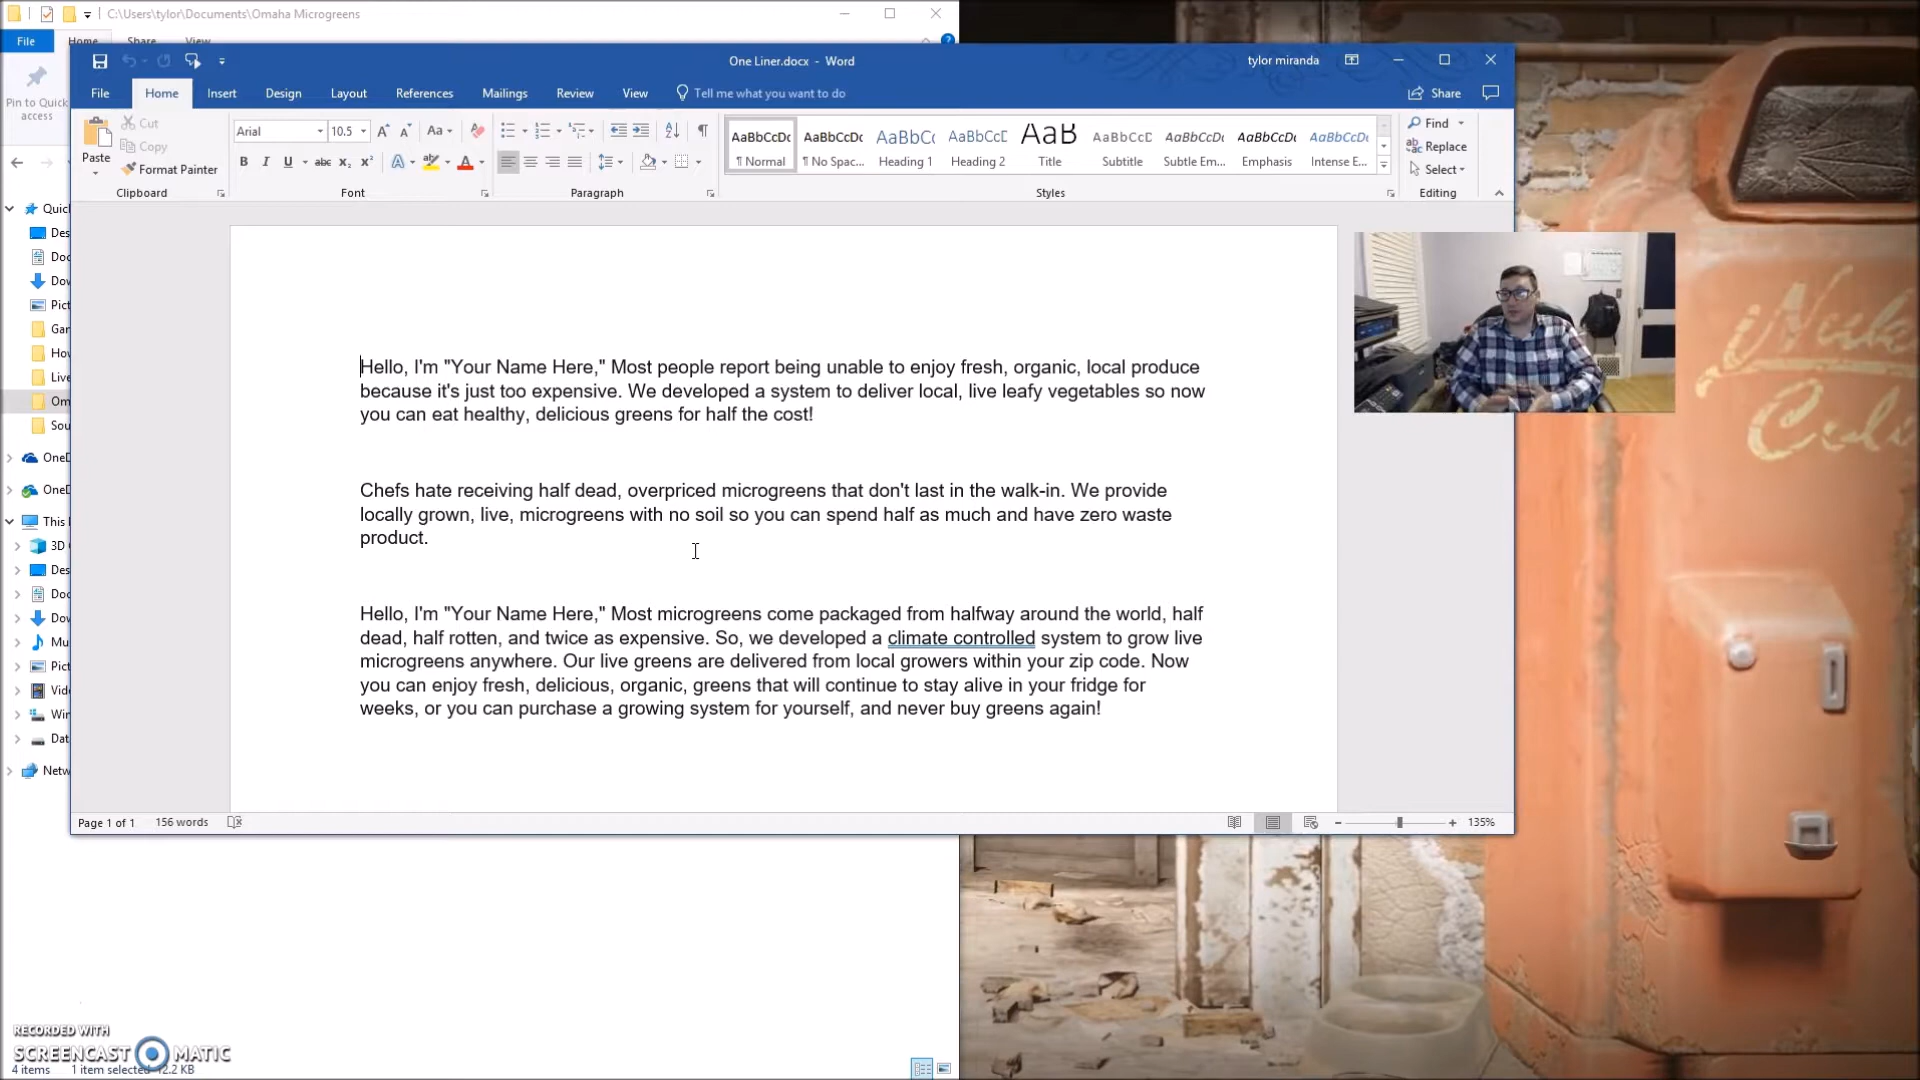 C:\Users\tylor\Documents\Omaha Microgreens
File Home Share View
Pin to Quick
access
One Liner.docx - Word
tylor miranda
File Home Insert Design Layout References Mailings Review View Tell me what you want to do
Share
Cut
Copy
Paste
Format Painter
Clipboard
Arial 10.5
Font
Paragraph
AaBbCcDc AaBbCcDc AaBbC( AaBbCcE AaB AaBbCcD AaBbCcDc AaBbCcDc AaBbCcDc
¶ Normal ¶ No Spac... Heading 1 Heading 2 Title Subtitle Subtle Em... Emphasis Intense E...
Styles
Find
Replace
Select
Editing
Quic
Des
Doc
Dov
Pict
Gar
Hov
Live
Om
Sou
OneD
OneD
This I
3D (
Des
Doc
Dov
Mu
Pict
Vide
Win
Dat
Netw
Hello, I'm "Your Name Here," Most people report being unable to enjoy fresh, organic, local produce
because it's just too expensive. We developed a system to deliver local, live leafy vegetables so now
you can eat healthy, delicious greens for half the cost!
Chefs hate receiving half dead, overpriced microgreens that don't last in the walk-in. We provide
locally grown, live, microgreens with no soil so you can spend half as much and have zero waste
product.
Hello, I'm "Your Name Here," Most microgreens come packaged from halfway around the world, half
dead, half rotten, and twice as expensive. So, we developed a climate controlled system to grow live
microgreens anywhere. Our live greens are delivered from local growers within your zip code. Now
you can enjoy fresh, delicious, organic, greens that will continue to stay alive in your fridge for
weeks, or you can purchase a growing system for yourself, and never buy greens again!
Page 1 of 1 156 words
135%
RECORDED WITH
SCREENCAST MATIC
4 items 1 item selected 12.2 KB